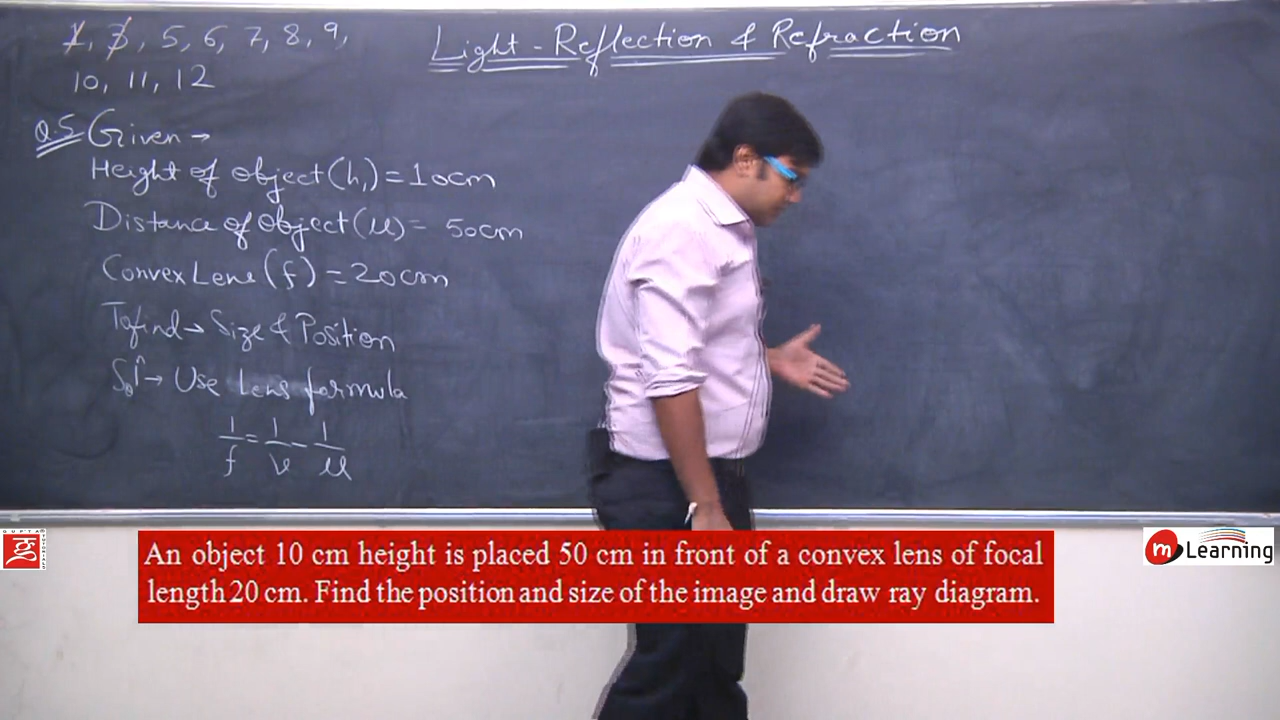 1, 3, 5, 6, 7, 8, 9,
10, 11, 12
Light - Reflection & Refraction
Q.5 Given →
Height of object (h₁) = 10cm
Distance of object (u) = 50cm
Convex Lens (f) = 20cm
To find → Size & Position
Solⁿ → Use Lens formula
1/f = 1/v - 1/u
An object 10 cm height is placed 50 cm in front of a convex lens of focal
length 20 cm. Find the position and size of the image and draw ray diagram.
GUPTA
m Learning